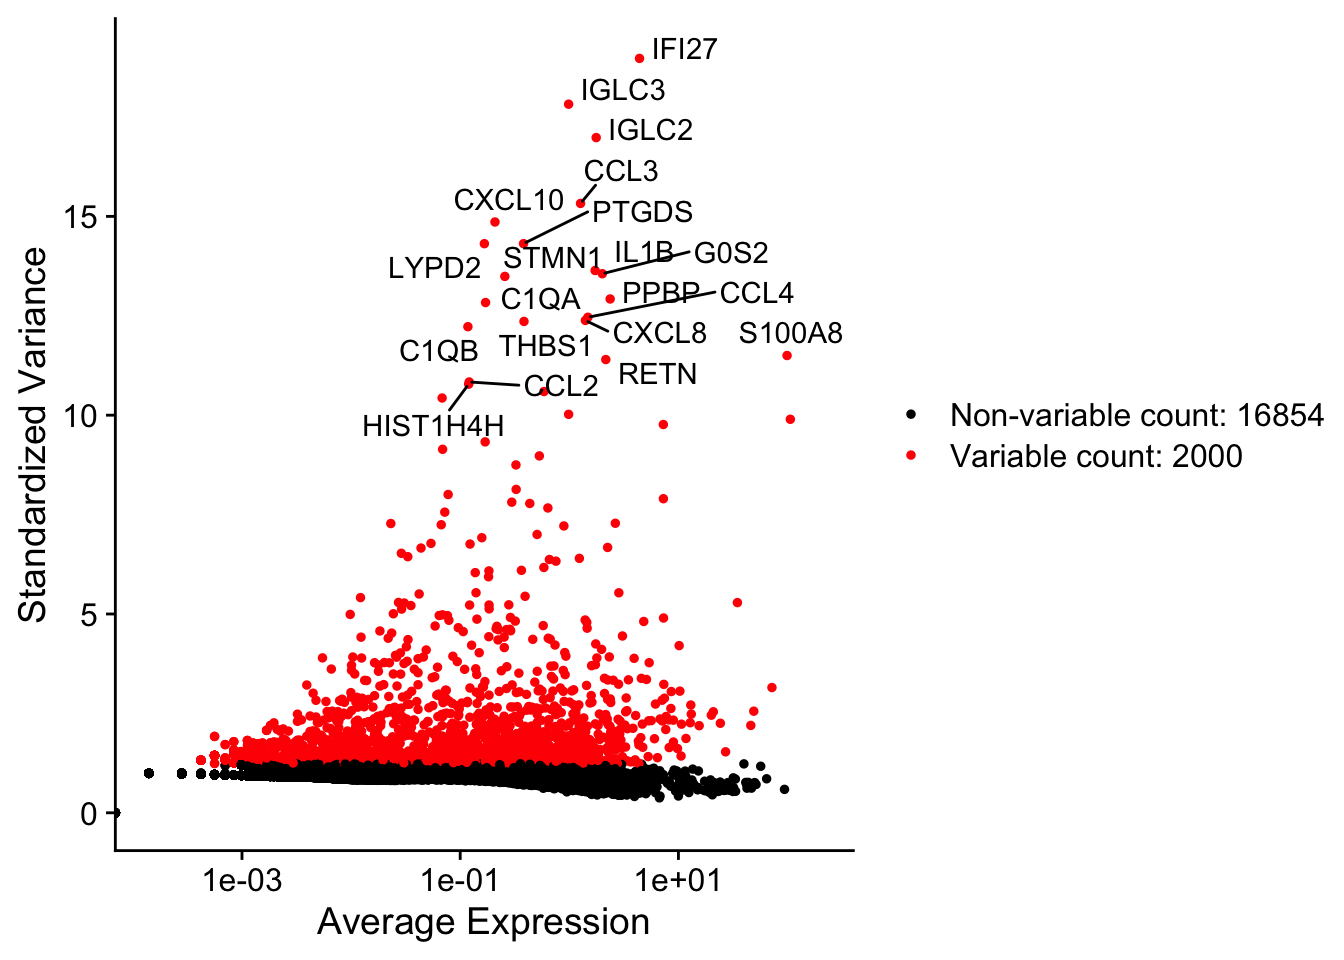 IFI27
IGLC3
IGLC2
CCL3
CXCL10
PTGDS
STMN1
IL1B
G0S2
LYPD2
C1QA
PPBP
CCL4
CXCL8
S100A8
C1QB
THBS1
RETN
CCL2
HIST1H4H
15
10
5
0
Standardized Variance
1e-03
1e-01
1e+01
Average Expression
Non-variable count: 16854
Variable count: 2000